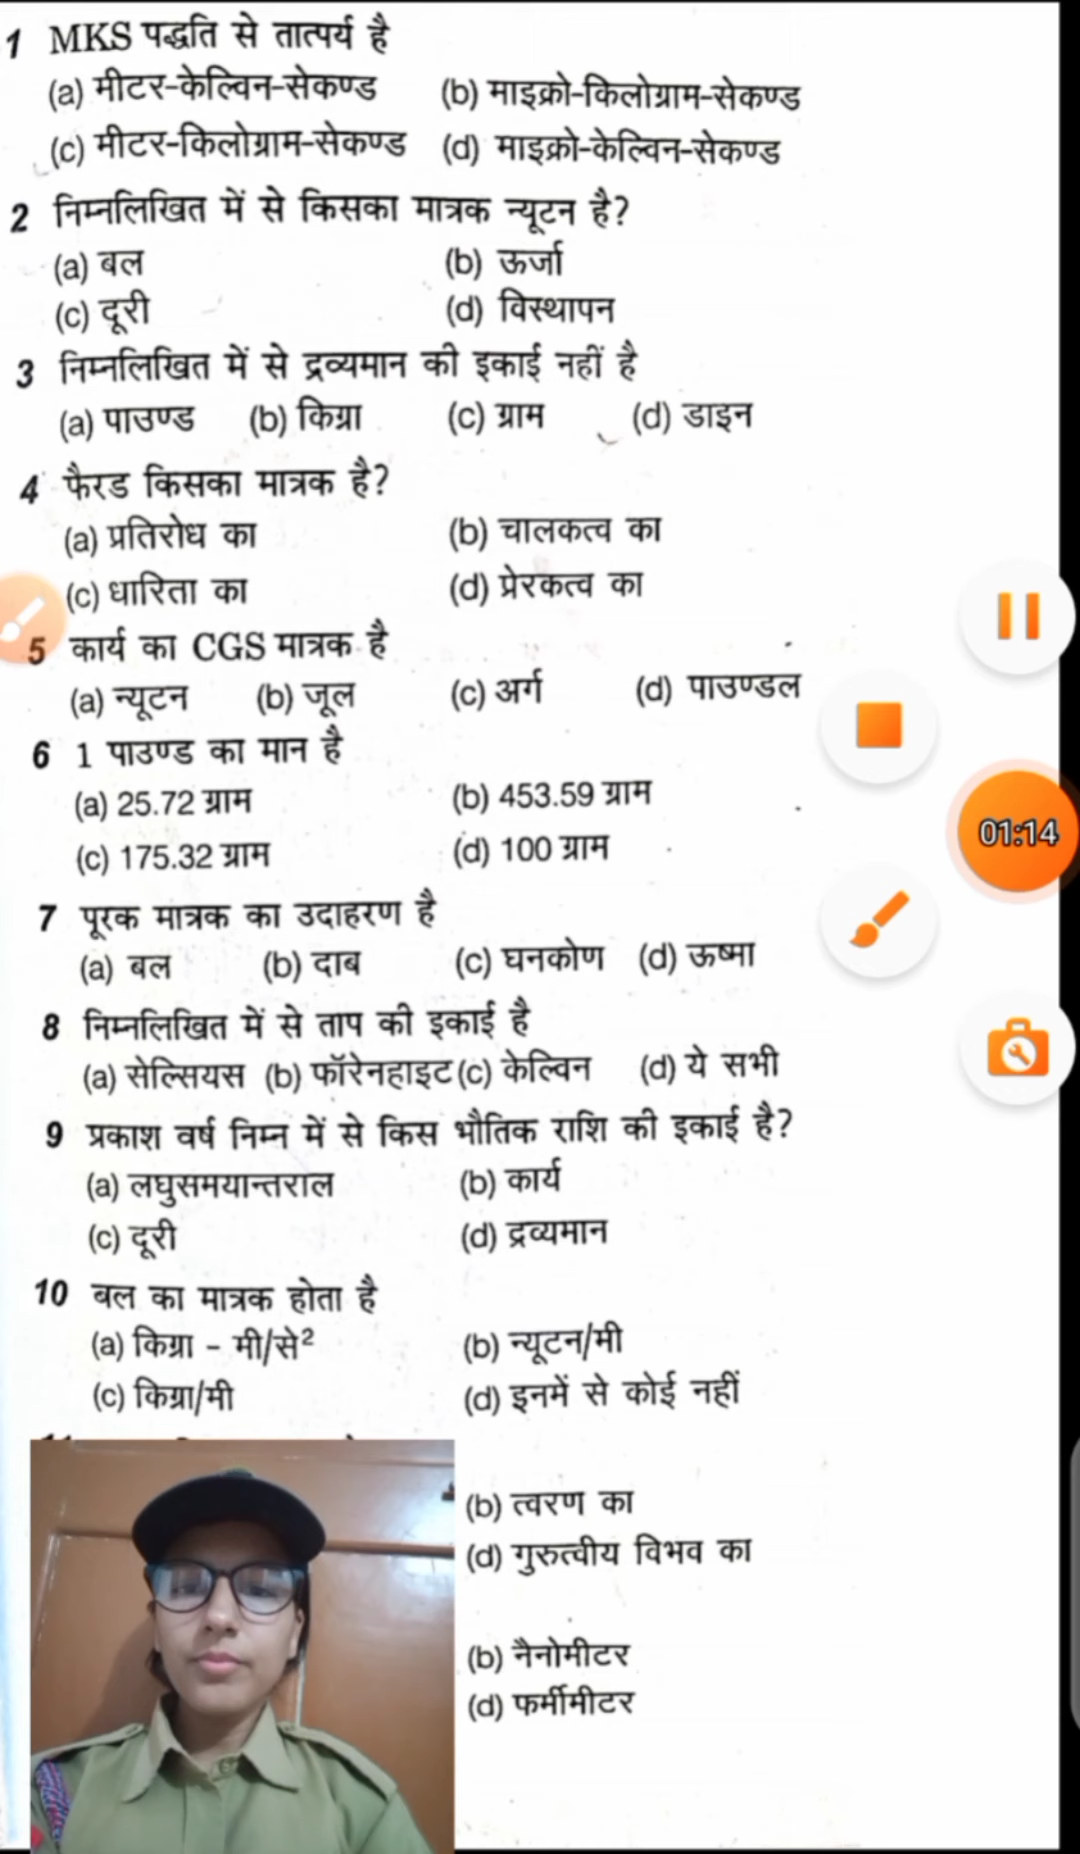 1 MKS पद्धति से तात्पर्य है
(a) मीटर-केल्विन-सेकण्ड (b) माइक्रो-किलोग्राम-सेकण्ड
(c) मीटर-किलोग्राम-सेकण्ड (d) माइक्रो-केल्विन-सेकण्ड
2 निम्नलिखित में से किसका मात्रक न्यूटन है?
(a) बल (b) ऊर्जा
(c) दूरी (d) विस्थापन
3 निम्नलिखित में से द्रव्यमान की इकाई नहीं है
(a) पाउण्ड (b) किग्रा (c) ग्राम (d) डाइन
4 फैरड किसका मात्रक है?
(a) प्रतिरोध का (b) चालकत्व का
(c) धारिता का (d) प्रेरकत्व का
5 कार्य का CGS मात्रक है
(a) न्यूटन (b) जूल (c) अर्ग (d) पाउण्डल
6 1 पाउण्ड का मान है
(a) 25.72 ग्राम (b) 453.59 ग्राम
(c) 175.32 ग्राम (d) 100 ग्राम
01:14
7 पूरक मात्रक का उदाहरण है
(a) बल (b) दाब (c) घनकोण (d) ऊष्मा
8 निम्नलिखित में से ताप की इकाई है
(a) सेल्सियस (b) फॉरेनहाइट (c) केल्विन (d) ये सभी
9 प्रकाश वर्ष निम्न में से किस भौतिक राशि की इकाई है?
(a) लघुसमयान्तराल (b) कार्य
(c) दूरी (d) द्रव्यमान
10 बल का मात्रक होता है
(a) किग्रा - मी/से² (b) न्यूटन/मी
(c) किग्रा/मी (d) इनमें से कोई नहीं
(b) त्वरण का
(d) गुरुत्वीय विभव का
(b) नैनोमीटर
(d) फर्मीमीटर